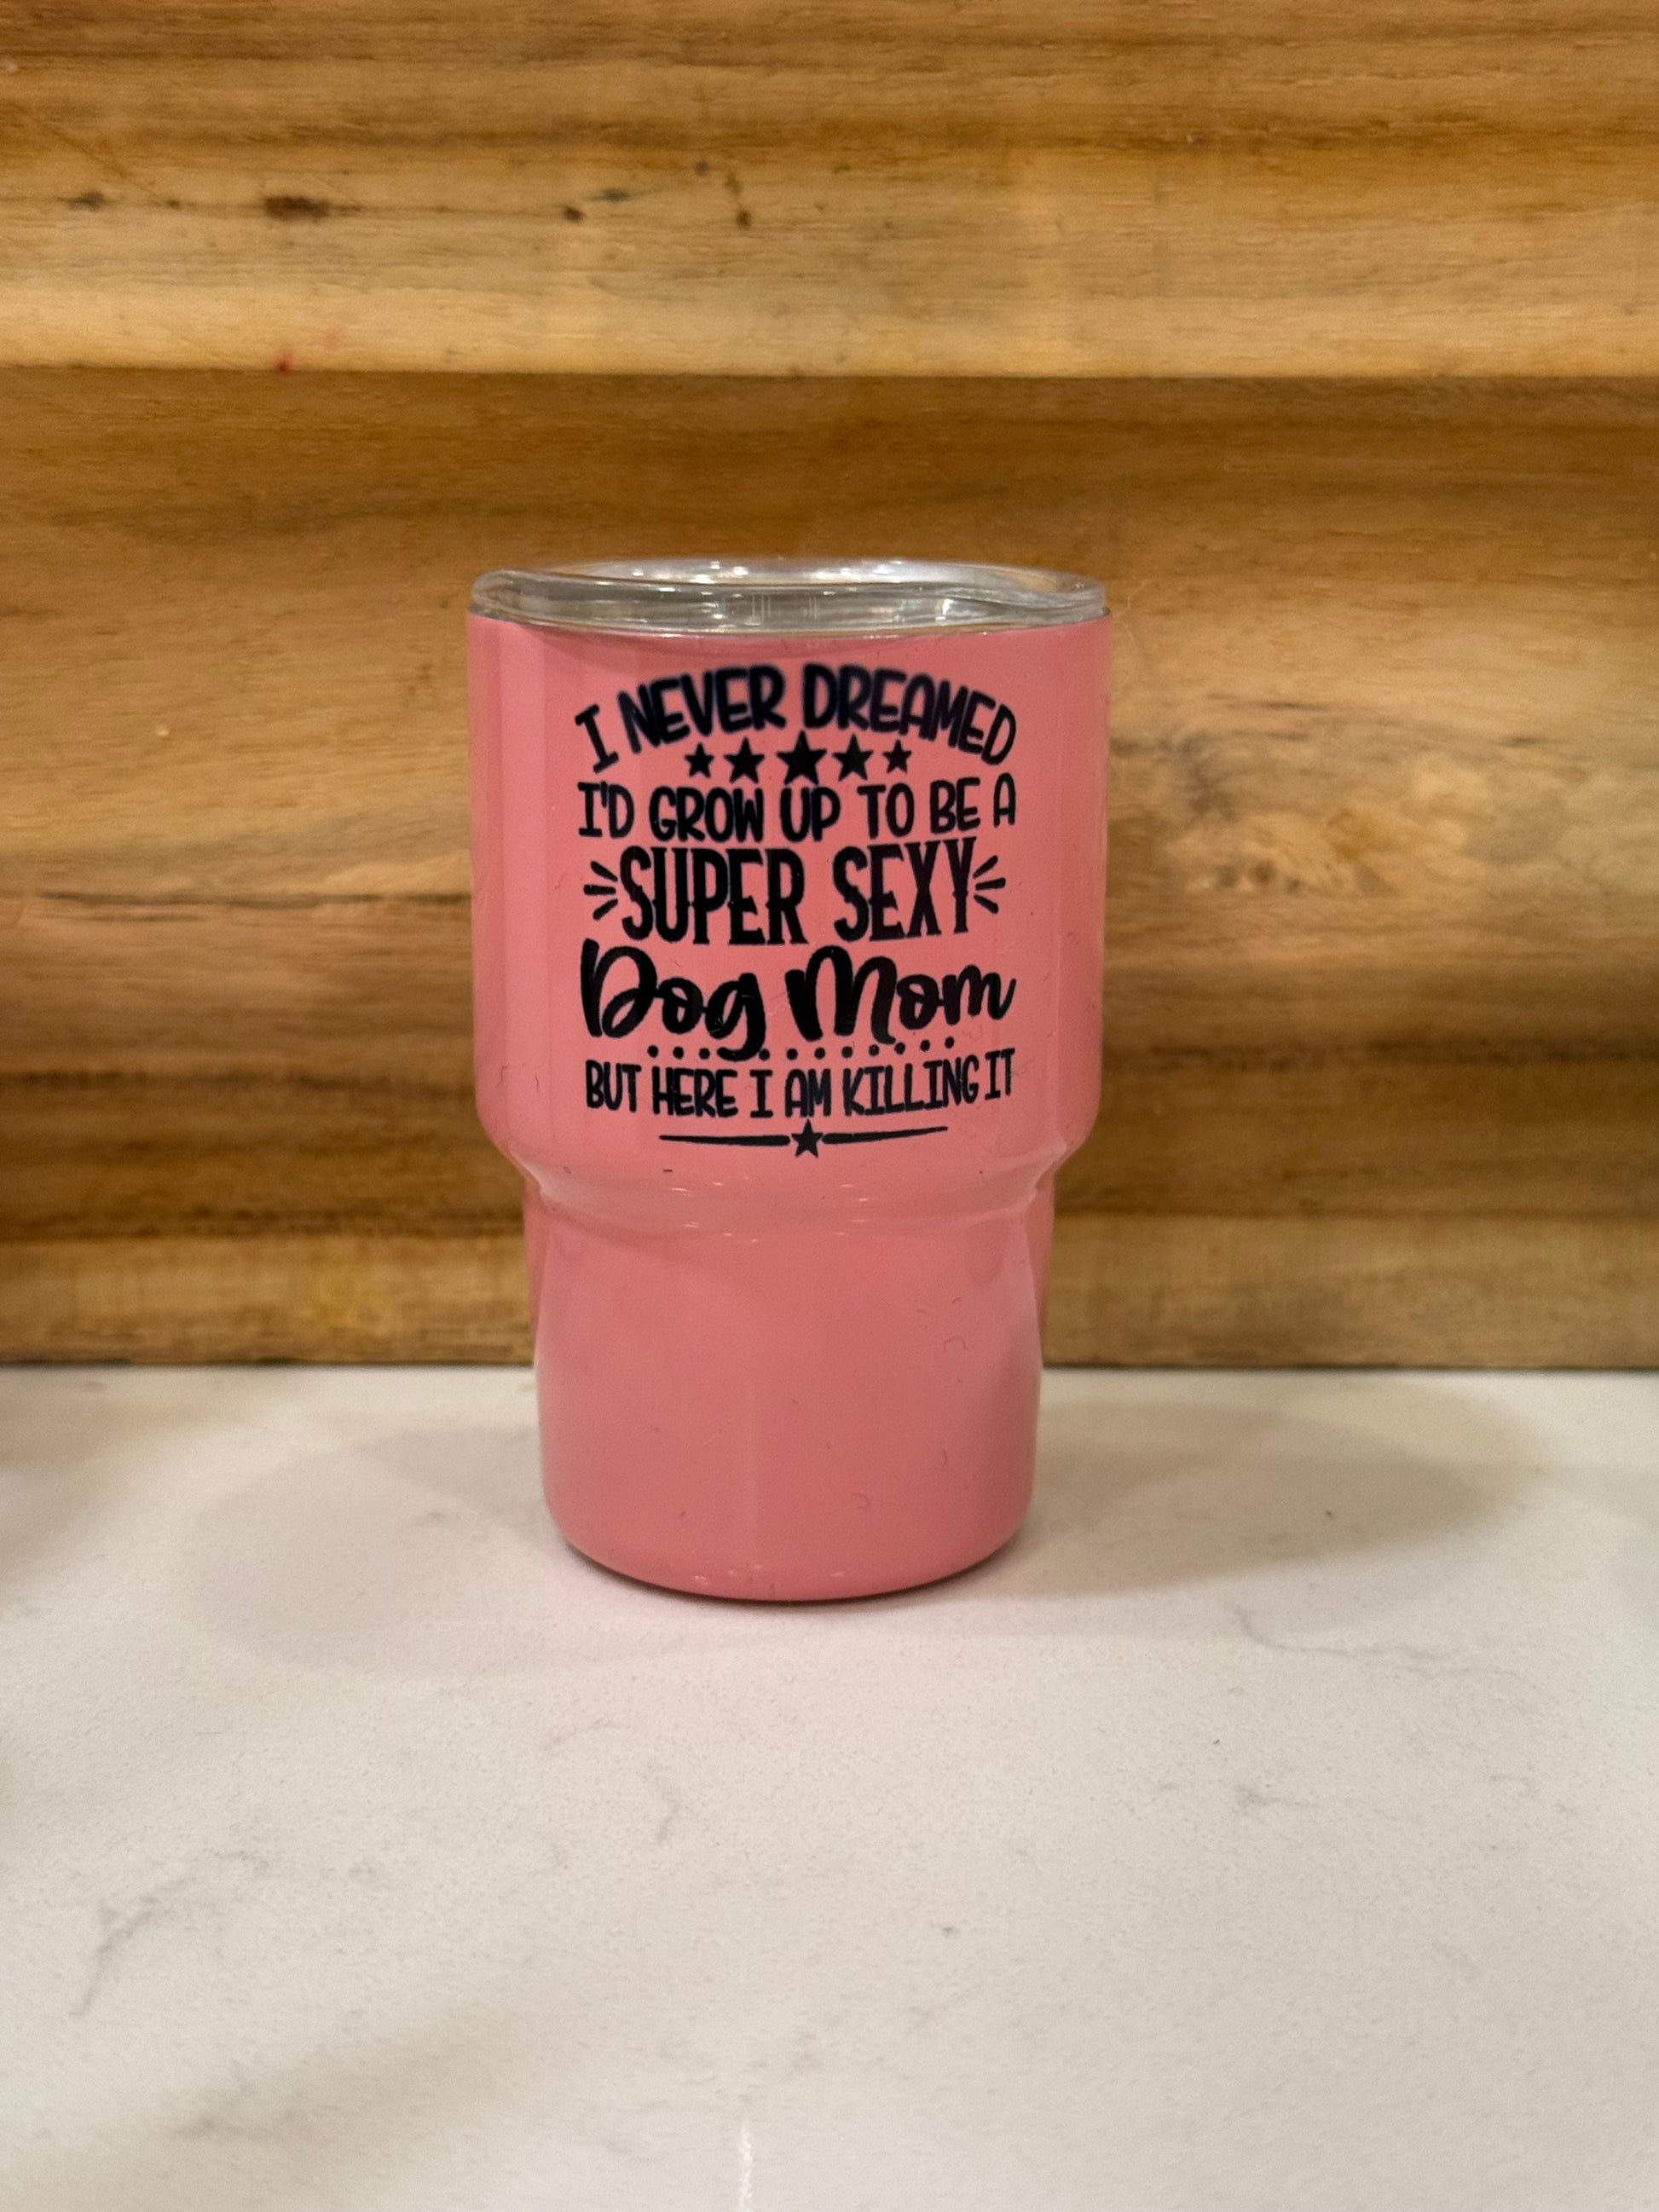 I NEVER DREAMED
I'D GROW UP TO BE A
SUPER SEXY
Dog Mom
BUT HERE I AM KILLING IT